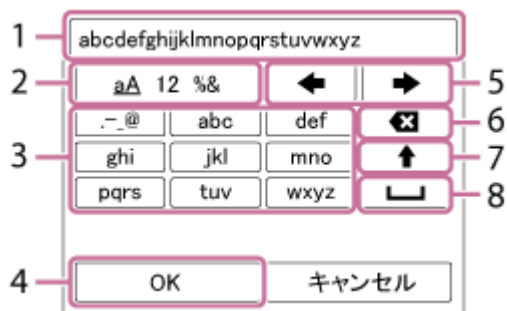 1 abcdefghijklmnopqrstuvwxyz
2 aA 12 %& 5
.-_@ abc def 6
3 ghi jkl mno 7
pqrs tuv wxyz 8
4 OK キャンセル